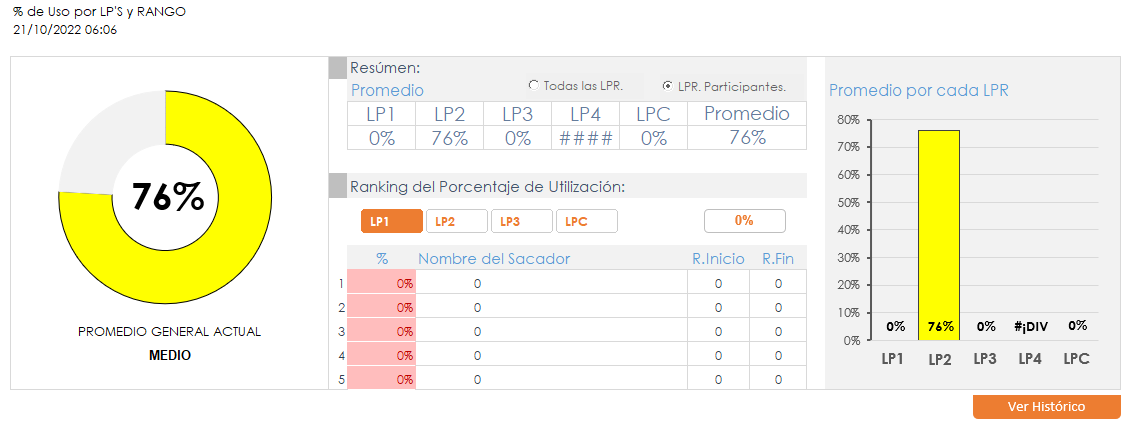 % de Uso por LP'S y RANGO
21/10/2022 06:06
76%
PROMEDIO GENERAL ACTUAL
MEDIO
Resúmen:
Promedio
Todas las LPR.
LPR. Participantes.
LP1 LP2 LP3 LP4 LPC Promedio
0% 76% 0% #### 0% 76%
Ranking del Porcentaje de Utilización:
LP1 LP2 LP3 LPC 0%
% Nombre del Sacador R.Inicio R.Fin
1 0% 0 0 0
2 0% 0 0 0
3 0% 0 0 0
4 0% 0 0 0
5 0% 0 0 0
Promedio por cada LPR
80%
70%
60%
50%
40%
30%
20%
10%
0%
0% 76% 0% #¡DIV 0%
LP1 LP2 LP3 LP4 LPC
Ver Histórico